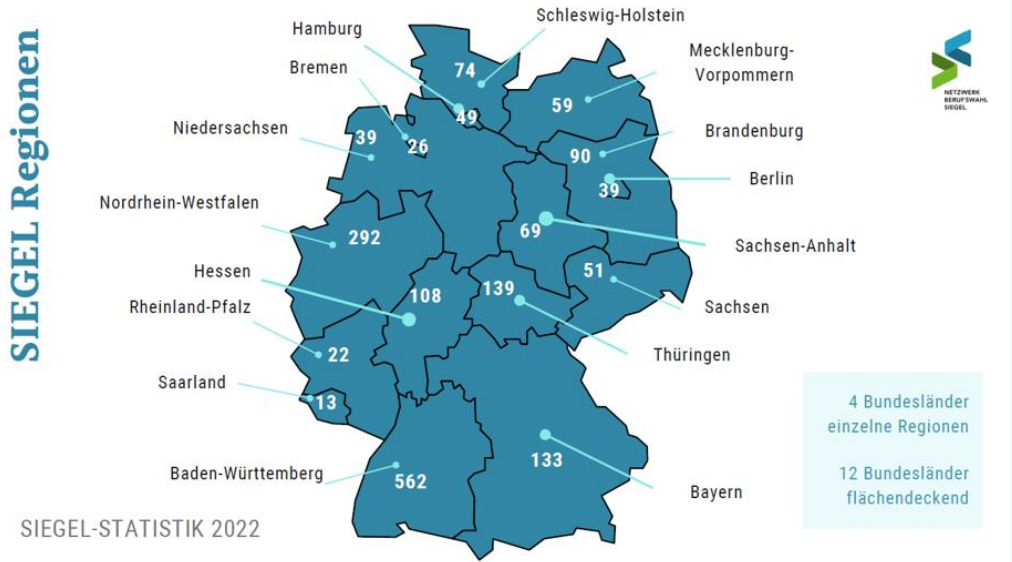 SIEGEL Regionen
Schleswig-Holstein
Hamburg
Mecklenburg-
Vorpommern
Bremen
74
59
49
Niedersachsen
39
26
Brandenburg
90
Berlin
39
Nordrhein-Westfalen
292
69
Sachsen-Anhalt
Hessen
51
108
139
Sachsen
Rheinland-Pfalz
22
Thüringen
Saarland
13
Baden-Württemberg
562
133
Bayern
NETZWERK
BERUFSWAHL
SIEGEL
4 Bundesländer
einzelne Regionen
12 Bundesländer
flächendeckend
SIEGEL-STATISTIK 2022